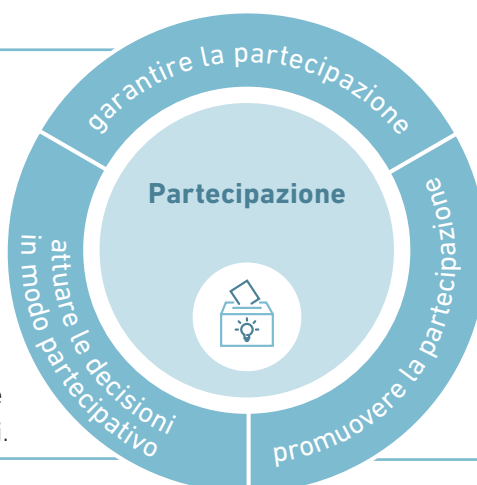 garantire la partecipazione
Partecipazione
promuovere la partecipazione
attuare le decisioni
in modo partecipativo
e
i.